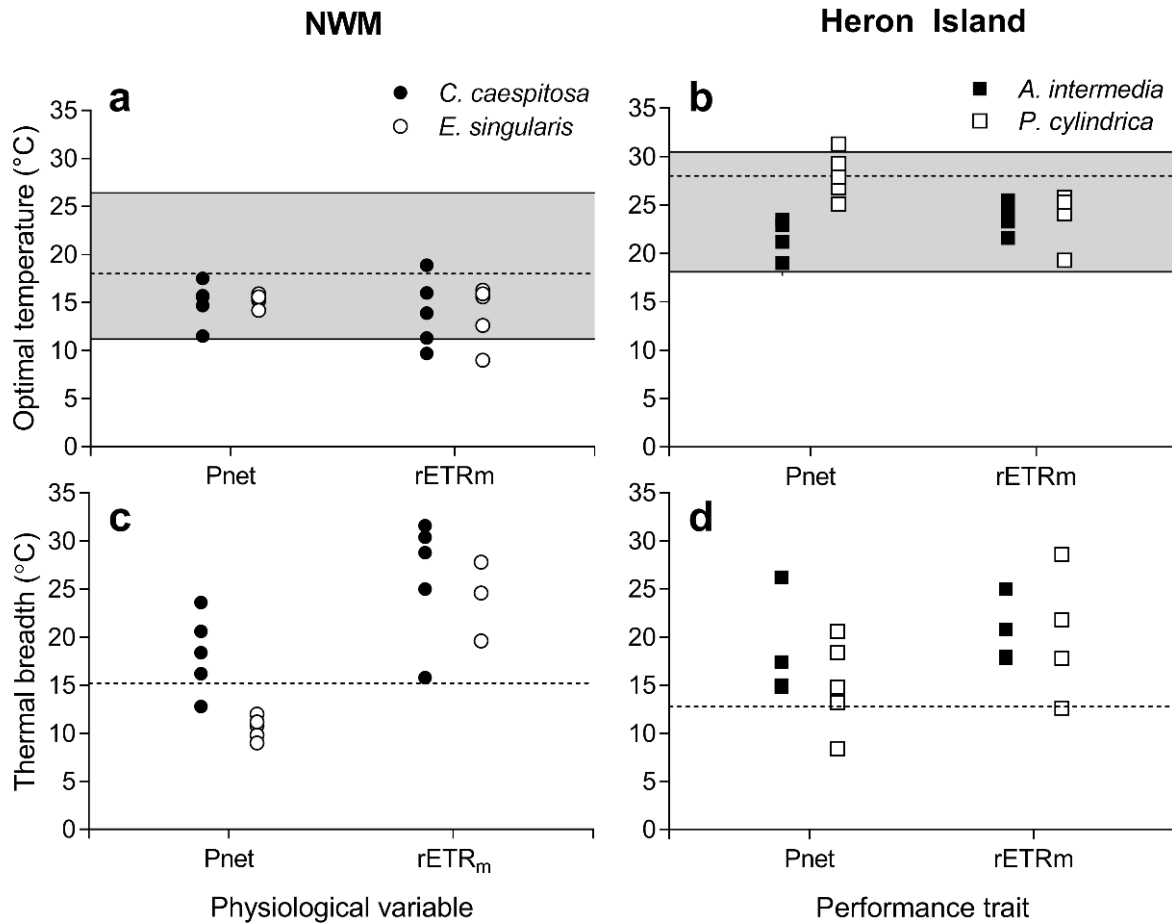 NWM
Heron Island
a
C. caespitosa
E. singularis
35
30
25
20
15
10
5
0
Optimal temperature (°C)
Pnet
rETRm
b
A. intermedia
P. cylindrica
35
30
25
20
15
10
5
0
Pnet
rETRm
c
35
30
25
20
15
10
5
0
Thermal breadth (°C)
Pnet
rETRm
Physiological variable
d
35
30
25
20
15
10
5
0
Pnet
rETRm
Performance trait